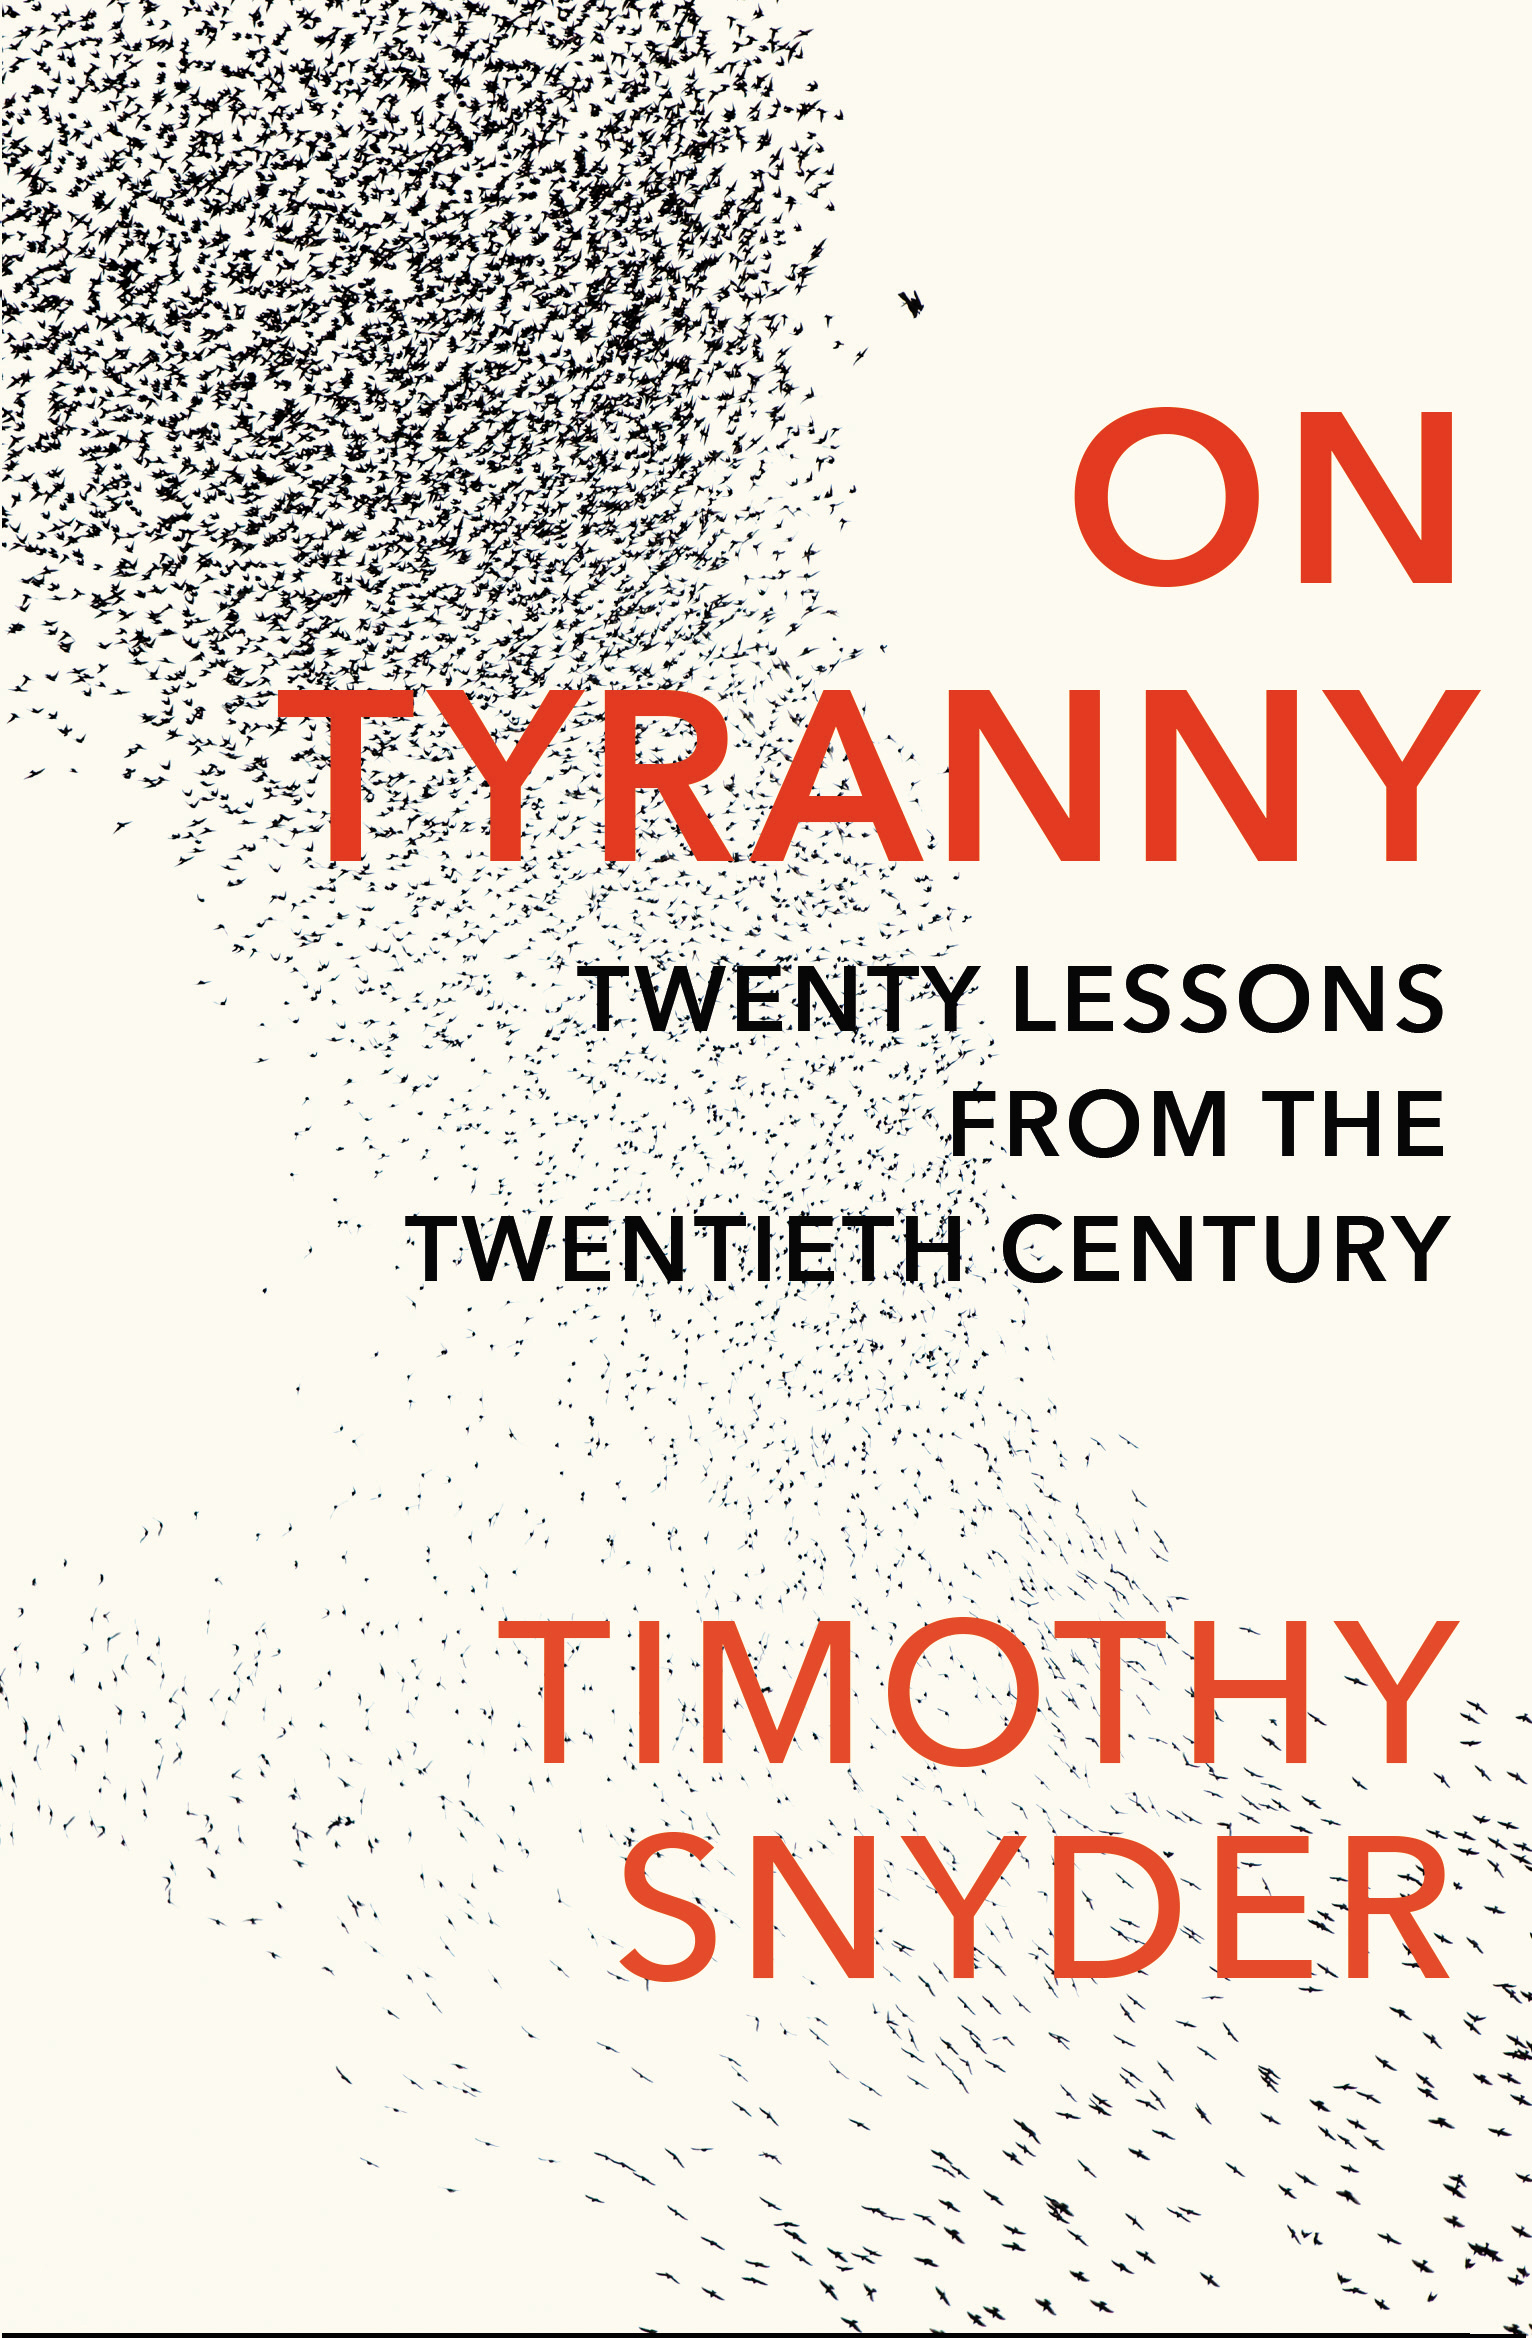 ON
TYRANNY
TWENTY LESSONS
FROM THE
TWENTIETH CENTURY
TIMOTHY
SNYDER